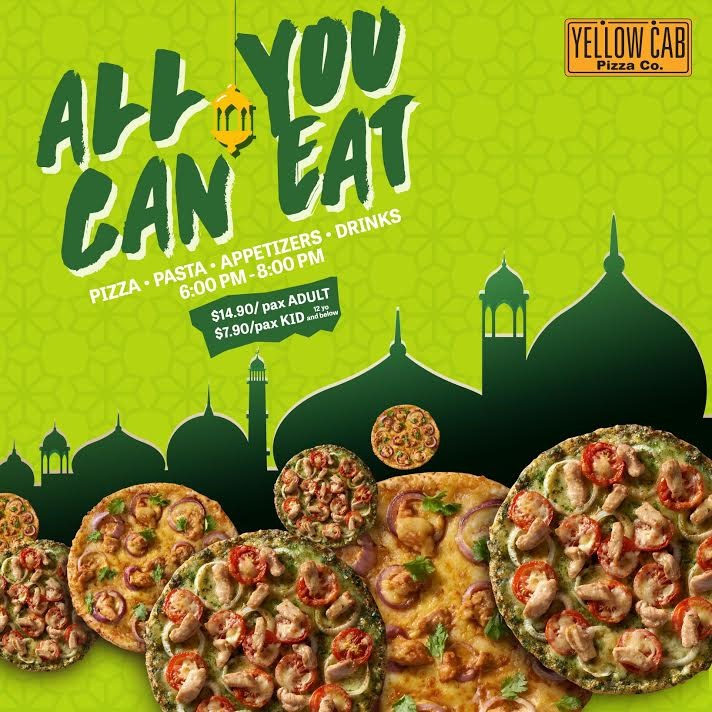 YELLOW CAB
Pizza Co.
ALL YOU
CAN EAT
PIZZA • PASTA • APPETIZERS • DRINKS
6:00 PM - 8:00 PM
$14.90/ pax ADULT
$7.90/pax KID 12 yo and below